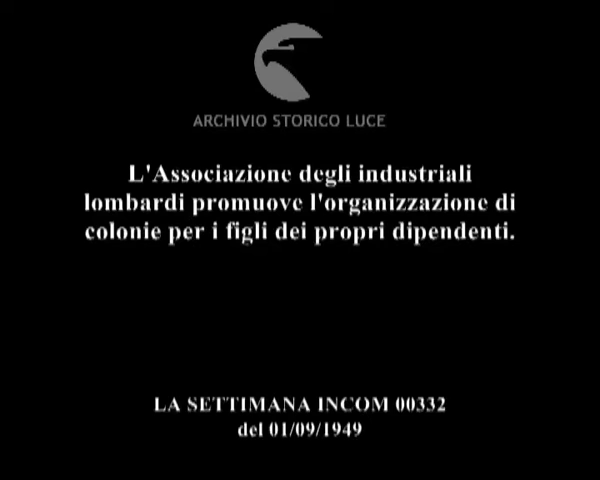 ARCHIVIO STORICO LUCE
L'Associazione degli industriali
lombardi promuove l'organizzazione di
colonie per i figli dei propri dipendenti.
LA SETTIMANA INCOM 00332
del 01/09/1949